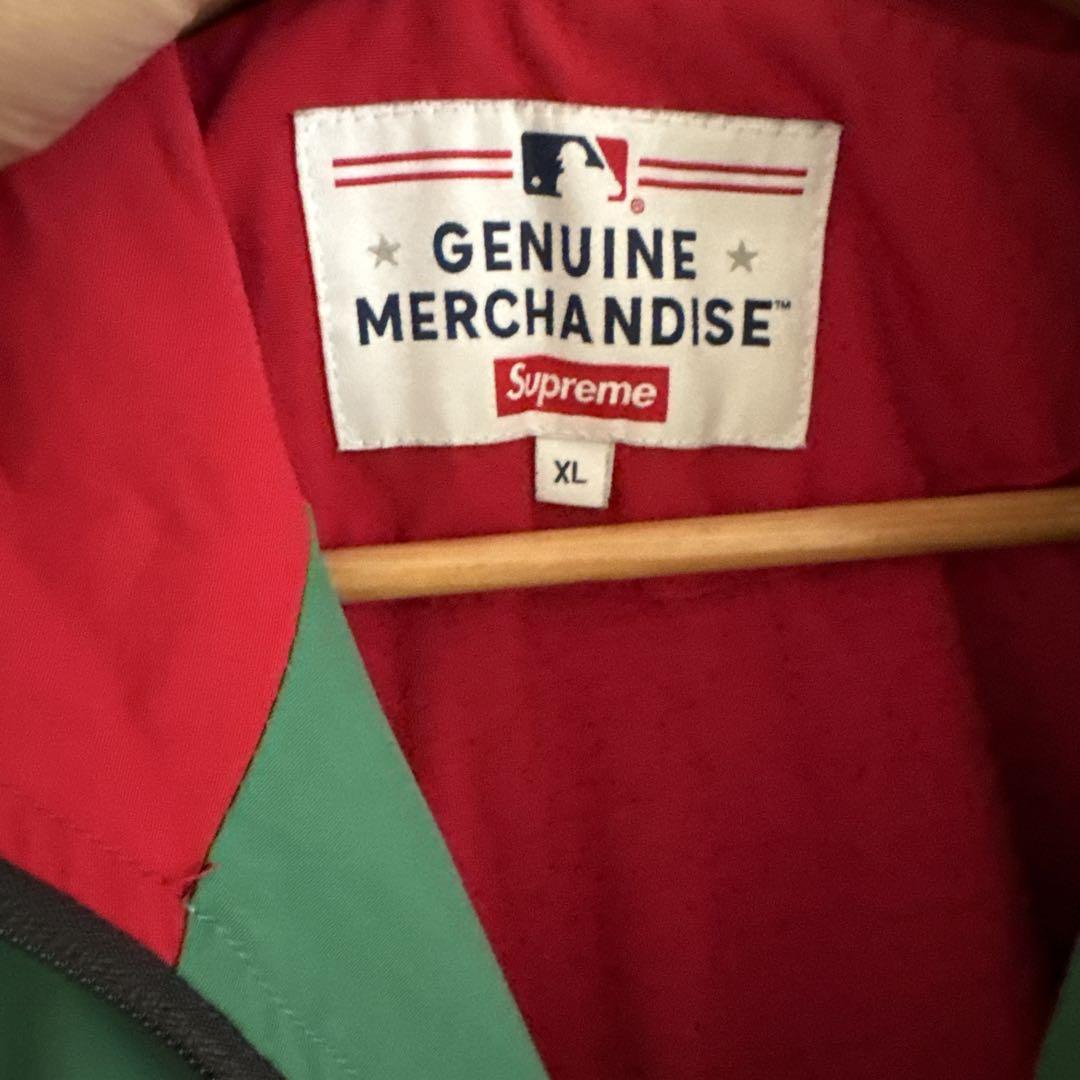 ®
GENUINE
MERCHANDISE™
Supreme
XL